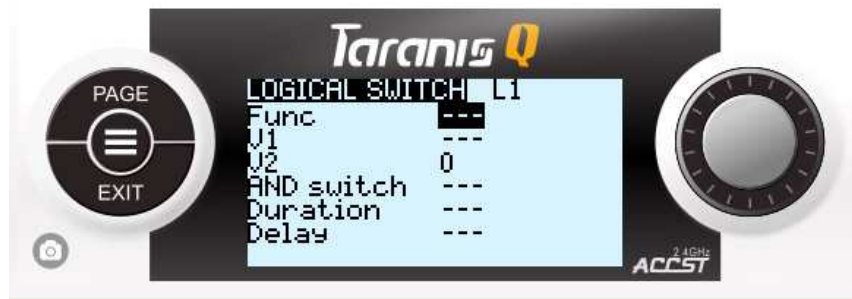 Taranis Q
PAGE
EXIT
LOGICAL SWITCH L1
Func ---
V1 ---
V2 0
AND switch ---
Duration ---
Delay ---
2.4GHz
ACCST